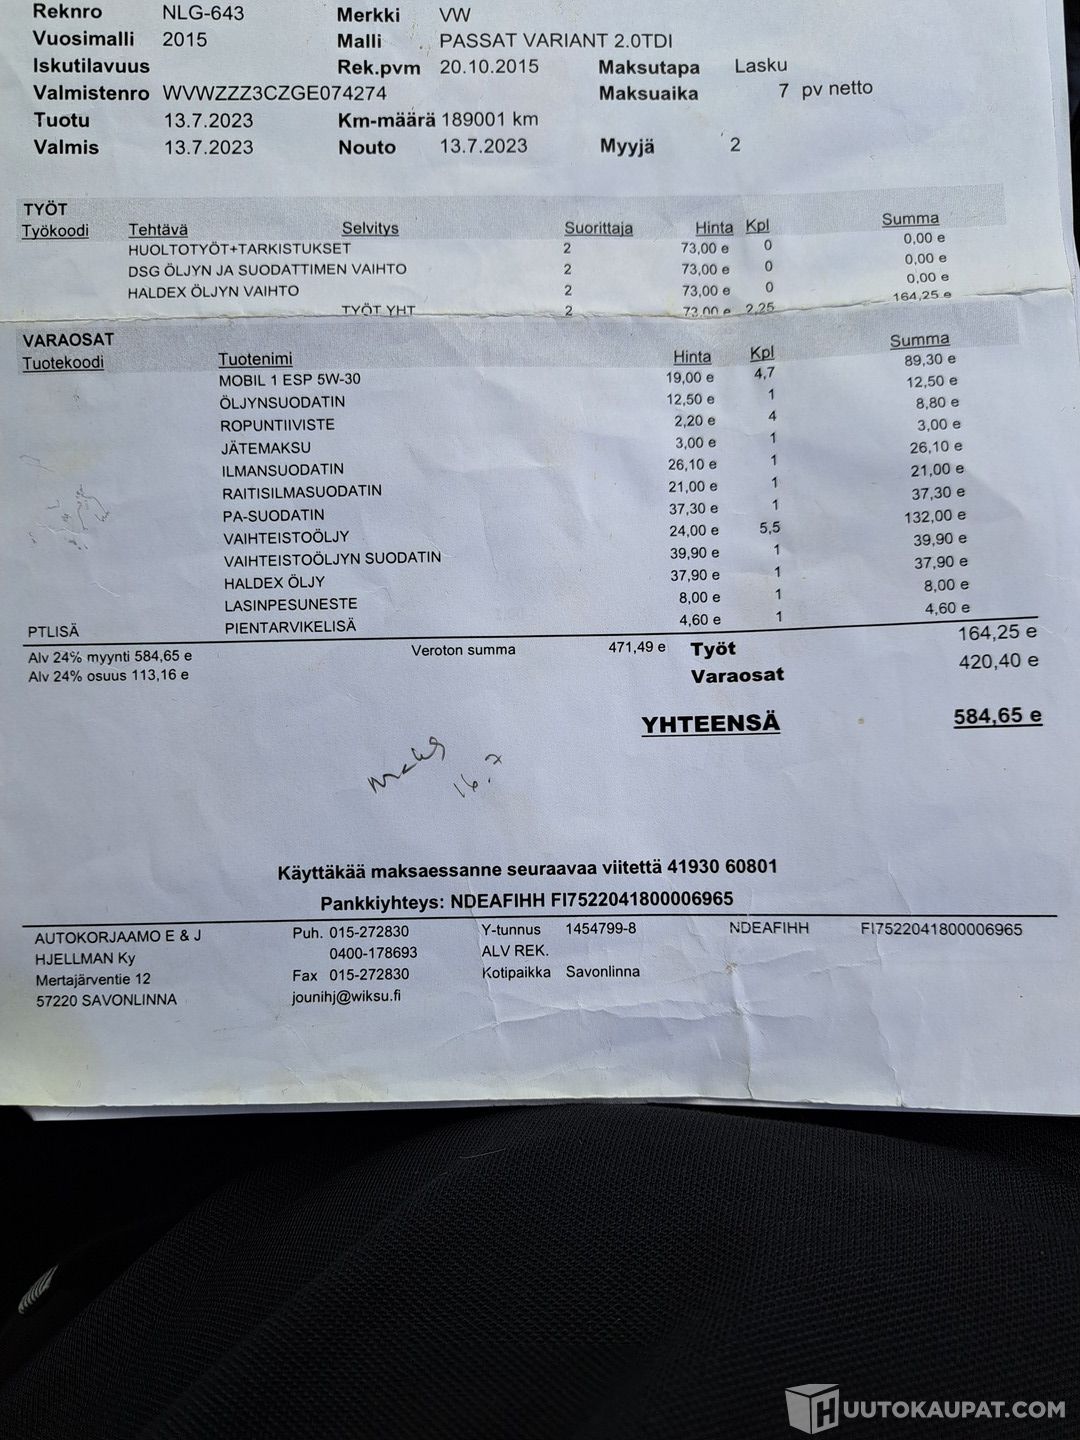 Reknro NLG-643 Merkki VW
Vuosimalli 2015 Malli PASSAT VARIANT 2.0TDI
Iskutilavuus Rek.pvm 20.10.2015 Maksutapa Lasku
Valmistenro WVWZZZ3CZGE074274 Maksuaika 7 pv netto
Tuotu 13.7.2023 Km-määrä 189001 km
Valmis 13.7.2023 Nouto 13.7.2023 Myyjä 2
TYÖT
Työkoodi Tehtävä Selvitys Suorittaja Hinta Kpl Summa
HUOLTOTYÖT+TARKISTUKSET 2 73,00 e 0 0,00 e
DSG ÖLJYN JA SUODATTIMEN VAIHTO 2 73,00 e 0 0,00 e
HALDEX ÖLJYN VAIHTO 2 73,00 e 0 0,00 e
TYÖT YHT 2 73,00 e 2,25 164,25 e
VARAOSAT
Tuotekoodi Tuotenimi Hinta Kpl Summa
MOBIL 1 ESP 5W-30 19,00 e 4,7 89,30 e
ÖLJYNSUODATIN 12,50 e 1 12,50 e
ROPUNTIIVISTE 2,20 e 4 8,80 e
JÄTEMAKSU 3,00 e 1 3,00 e
ILMANSUODATIN 26,10 e 1 26,10 e
RAITISILMASUODATIN 21,00 e 1 21,00 e
PA-SUODATIN 37,30 e 1 37,30 e
VAIHTEISTOÖLJY 24,00 e 5,5 132,00 e
VAIHTEISTOÖLJYN SUODATIN 39,90 e 1 39,90 e
HALDEX ÖLJY 37,90 e 1 37,90 e
LASINPESUNESTE 8,00 e 1 8,00 e
PTLISÄ PIENTARVIKELISÄ 4,60 e 1 4,60 e
Alv 24% myynti 584,65 e Veroton summa 471,49 e Työt 164,25 e
Alv 24% osuus 113,16 e Varaosat 420,40 e
YHTEENSÄ 584,65 e
Maks 16.7
Käyttäkää maksaessanne seuraavaa viitettä 41930 60801
Pankkiyhteys: NDEAFIHH FI7522041800006965
AUTOKORJAAMO E & J Puh. 015-272830 Y-tunnus 1454799-8 NDEAFIHH FI7522041800006965
HJELLMAN Ky 0400-178693 ALV REK.
Mertajärventie 12 Fax 015-272830 Kotipaikka Savonlinna
57220 SAVONLINNA jounihj@wiksu.fi
HUUTOKAUPAT.COM